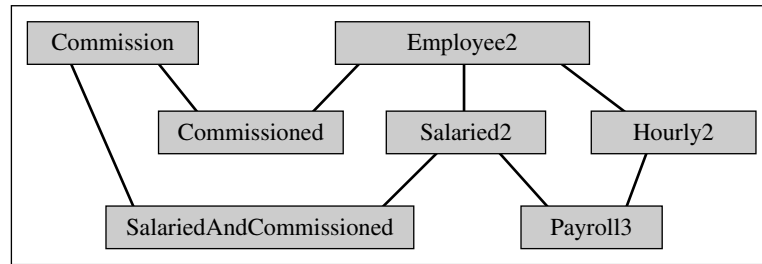 Commission
Employee2
Commissioned
Salaried2
Hourly2
SalariedAndCommissioned
Payroll3